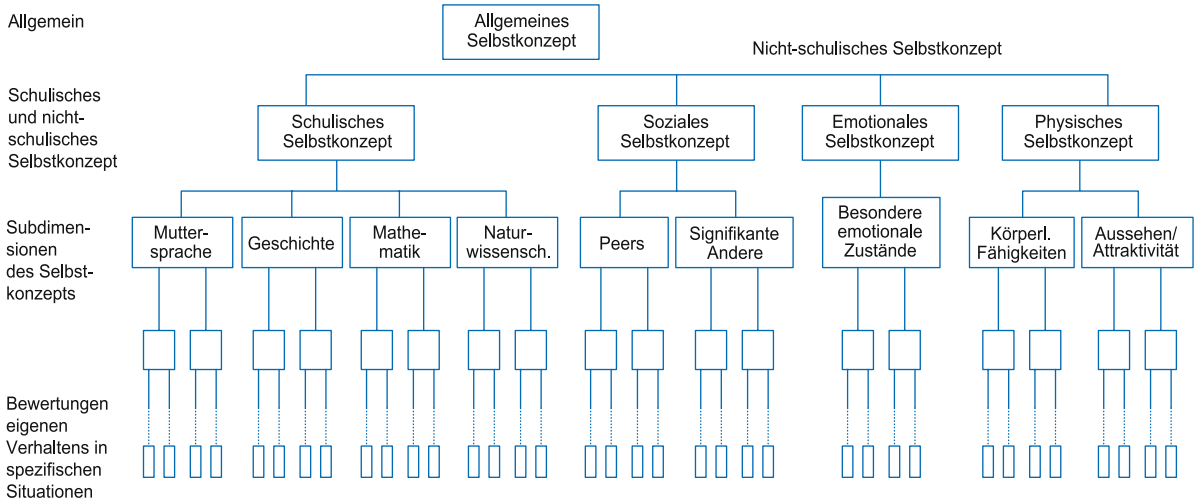 Allgemein
Allgemeines
Selbstkonzept
Nicht-schulisches Selbstkonzept
Schulisches
und nicht-
schulisches
Selbstkonzept
Schulisches
Selbstkonzept
Soziales
Selbstkonzept
Emotionales
Selbstkonzept
Physisches
Selbstkonzept
Subdimen-
sionen
des Selbst-
konzepts
Mutter-
sprache
Geschichte
Mathe-
matik
Natur-
wissensch.
Peers
Signifikante
Andere
Besondere
emotionale
Zustände
Körperl.
Fähigkeiten
Aussehen/
Attraktivität
Bewertungen
eigenen
Verhaltens in
spezifischen
Situationen